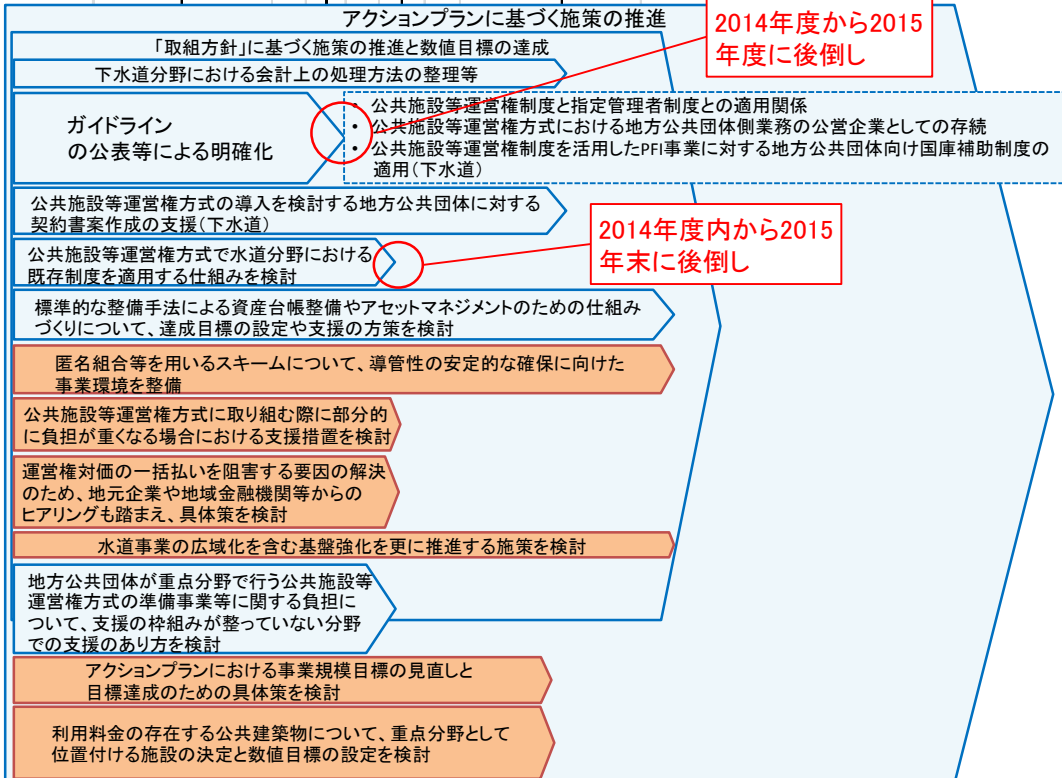 アクションプランに基づく施策の推進
2014年度から2015
年度に後倒し
「取組方針」に基づく施策の推進と数値目標の達成
下水道分野における会計上の処理方法の整理等
ガイドライン
の公表等による明確化
・ 公共施設等運営権制度と指定管理者制度との適用関係
・ 公共施設等運営権方式における地方公共団体側業務の公営企業としての存続
・ 公共施設等運営権制度を活用したPFI事業に対する地方公共団体向け国庫補助制度の
適用(下水道)
公共施設等運営権方式の導入を検討する地方公共団体に対する
契約書案作成の支援(下水道)
2014年度内から2015
年末に後倒し
公共施設等運営権方式で水道分野における
既存制度を適用する仕組みを検討
標準的な整備手法による資産台帳整備やアセットマネジメントのための仕組み
づくりについて、達成目標の設定や支援の方策を検討
匿名組合等を用いるスキームについて、導管性の安定的な確保に向けた
事業環境を整備
公共施設等運営権方式に取り組む際に部分的
に負担が重くなる場合における支援措置を検討
運営権対価の一括払いを阻害する要因の解決
のため、地元企業や地域金融機関等からの
ヒアリングも踏まえ、具体策を検討
水道事業の広域化を含む基盤強化を更に推進する施策を検討
地方公共団体が重点分野で行う公共施設等
運営権方式の準備事業等に関する負担に
ついて、支援の枠組みが整っていない分野
での支援のあり方を検討
アクションプランにおける事業規模目標の見直しと
目標達成のための具体策を検討
利用料金の存在する公共建築物について、重点分野として
位置付ける施設の決定と数値目標の設定を検討